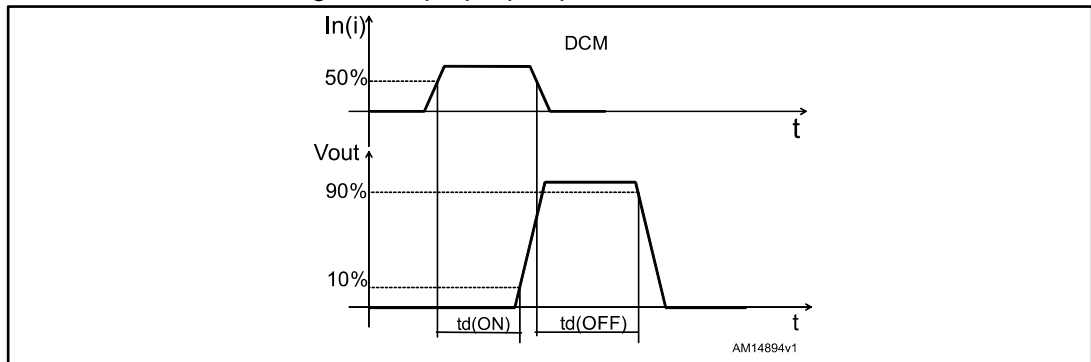 In(i)
DCM
50%
t
Vout
90%
10%
td(ON)
td(OFF)
t
AM14894v1